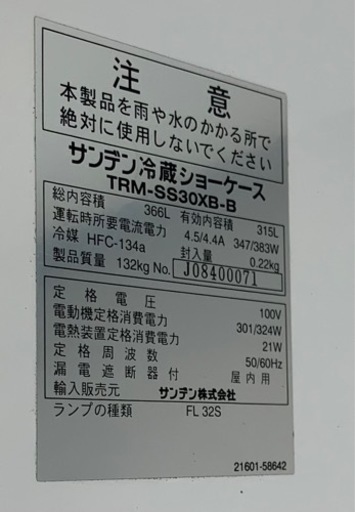 注意
本製品を雨や水のかかる所で
絶対に使用しないでください
サンデン冷蔵ショーケース
TRM-SS30XB-B
総内容積 366L 有効内容積 315L
運転時所要電流電力 4.5/4.4A 347/383W
冷媒 HFC-134a 封入量 0.22kg
製品質量 132kg No. J08400071
定格電圧 100V
電動機定格消費電力 301/324W
電熱装置定格消費電力 21W
定格周波数 50/60Hz
漏電遮断器付 屋内用
輸入販売元 サンデン株式会社
ランプの種類 FL 32S
21601-58642